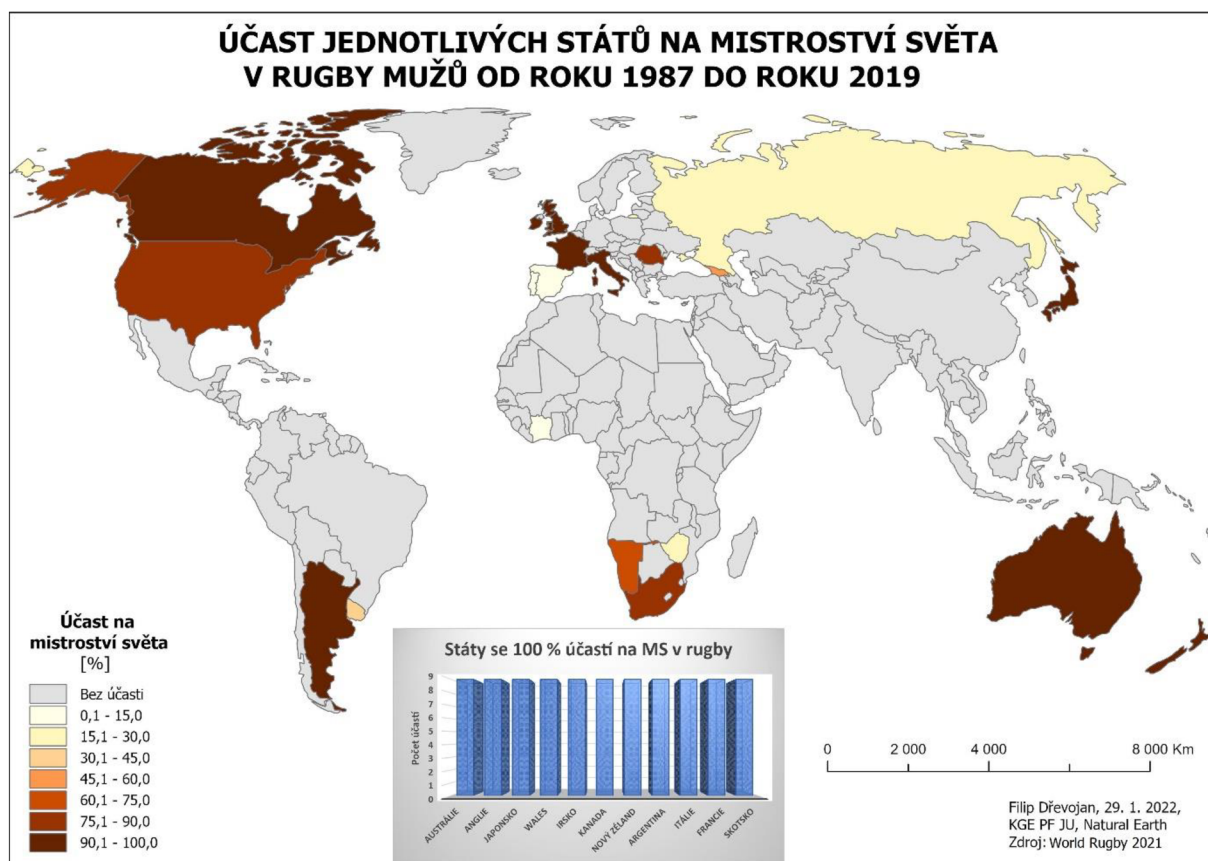 ÚČAST JEDNOTLIVÝCH STÁTŮ NA MISTROSTVÍ SVĚTA
V RUGBY MUŽŮ OD ROKU 1987 DO ROKU 2019
Účast na
mistroství světa
[%]
Bez účasti
0,1 - 15,0
15,1 - 30,0
30,1 - 45,0
45,1 - 60,0
60,1 - 75,0
75,1 - 90,0
90,1 - 100,0
Státy se 100 % účastí na MS v rugby
Počet účastí
9
8
7
6
5
4
3
2
1
0
AUSTRÁLIE
ANGLIE
JAPONSKO
WALES
IRSKO
KANADA
NOVÝ ZÉLAND
ARGENTINA
ITÁLIE
FRANCIE
SKOTSKO
0 2 000 4 000 8 000 Km
Filip Dřevojan, 29. 1. 2022,
KGE PF JU, Natural Earth
Zdroj: World Rugby 2021